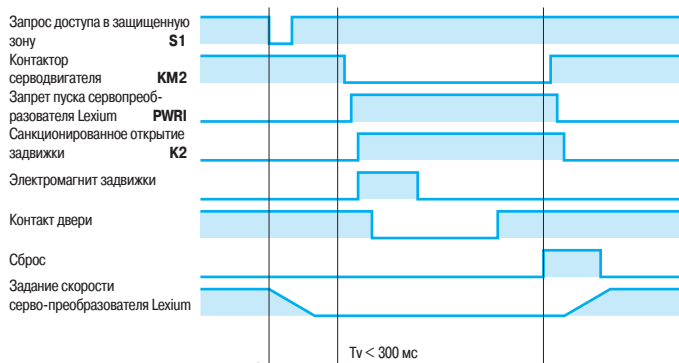 Запрос доступа в защищенную
зону S1
Контактор
серводвигателя KM2
Запрет пуска сервопреоб-
разователя Lexium PWRI
Санкционированное открытие
задвижки K2
Электромагнит задвижки
Контакт двери
Сброс
Задание скорости
серво-преобразователя Lexium
Tv < 300 мс